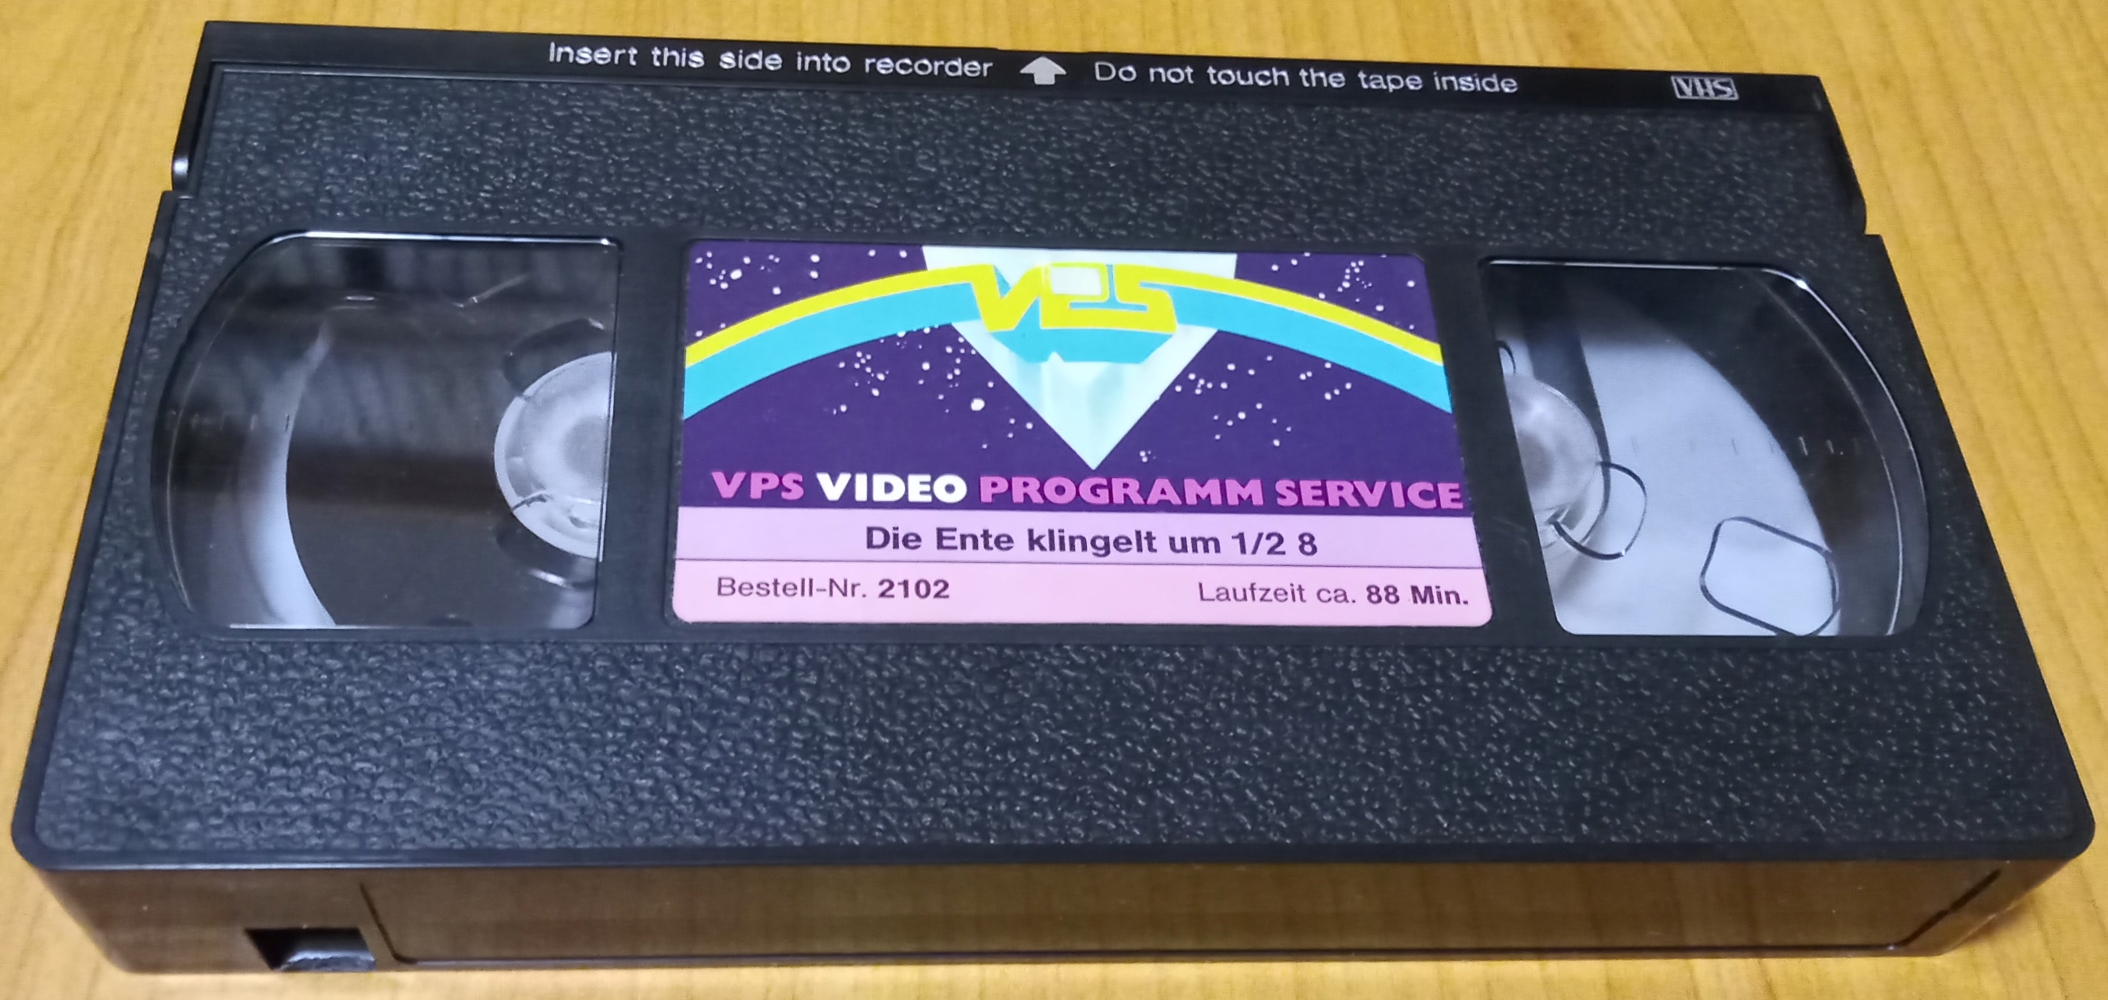 Insert this side into recorder Do not touch the tape inside VHS
VPS
VPS VIDEO PROGRAMM SERVICE
Die Ente klingelt um 1/2 8
Bestell-Nr. 2102 Laufzeit ca. 88 Min.